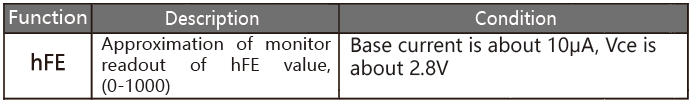 Function Description Condition
hFE
Approximation of monitor
readout of hFE value,
(0-1000)
Base current is about 10μA, Vce is
about 2.8V